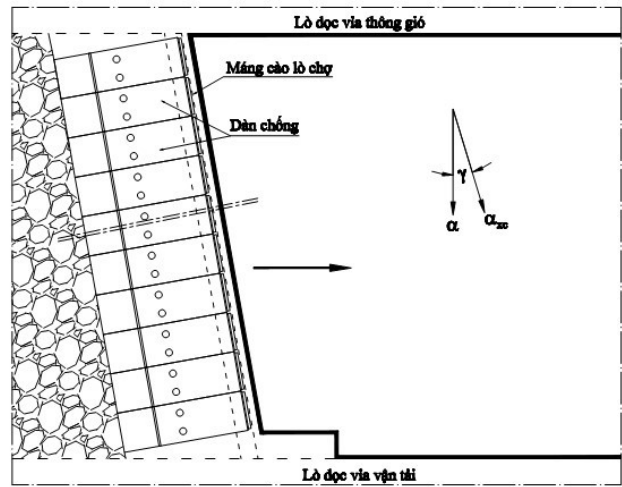 Lò dọc vỉa thông gió
Máng cào lò chợ
Dàn chống
γ
α
αxc
Lò dọc vỉa vận tải